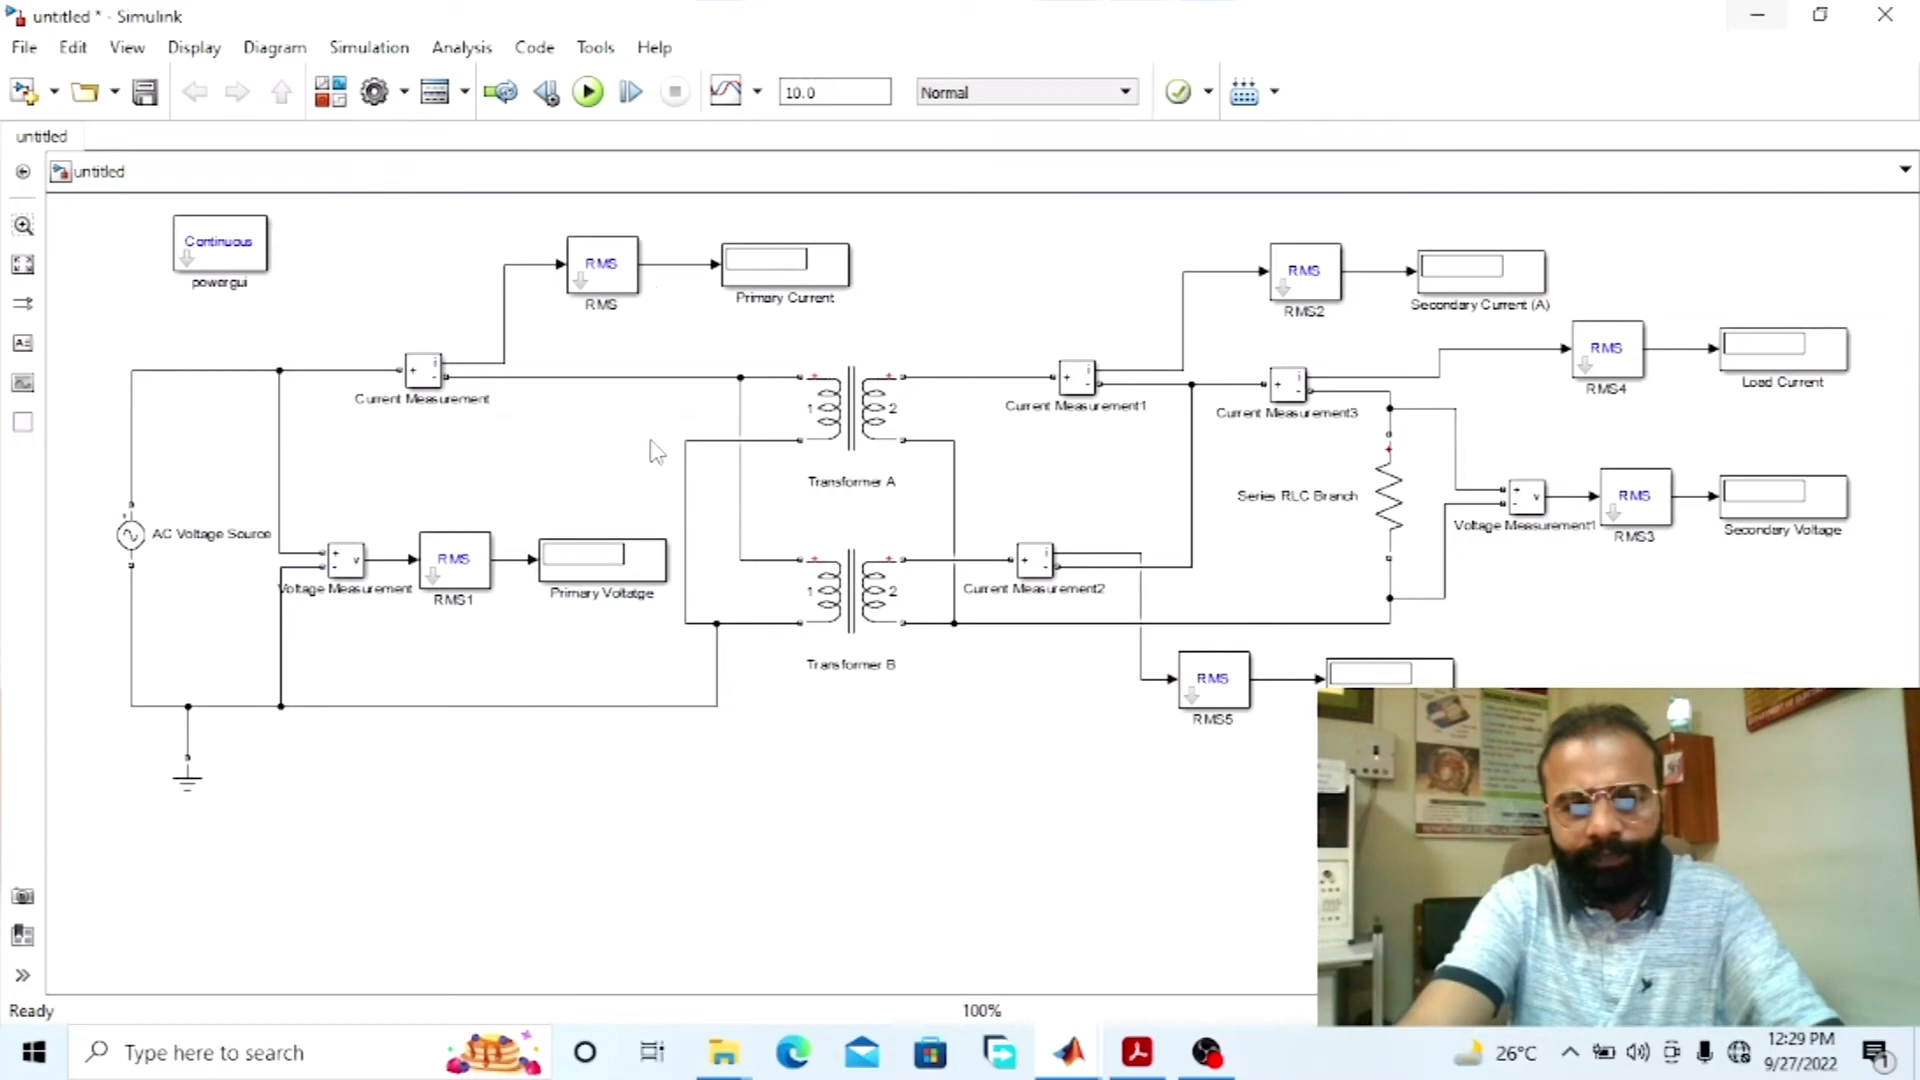 untitled * - Simulink
File Edit View Display Diagram Simulation Analysis Code Tools Help
10.0
Normal
untitled
untitled
Continuous
powergui
RMS
RMS
Primary Current
RMS
RMS2
Secondary Current (A)
RMS
RMS4
Load Current
+ i -
Current Measurement
+ i -
Current Measurement1
+ i -
Current Measurement3
+ 1 + 2
Transformer A
AC Voltage Source
+
+ v -
Voltage Measurement
RMS
RMS1
Primary Voltatge
+ 1 + 2
Transformer B
+ i -
Current Measurement2
Series RLC Branch
+
+ v -
Voltage Measurement1
RMS
RMS3
Secondary Voltage
RMS
RMS5
Ready
100%
Type here to search
26°C
12:29 PM
9/27/2022
1